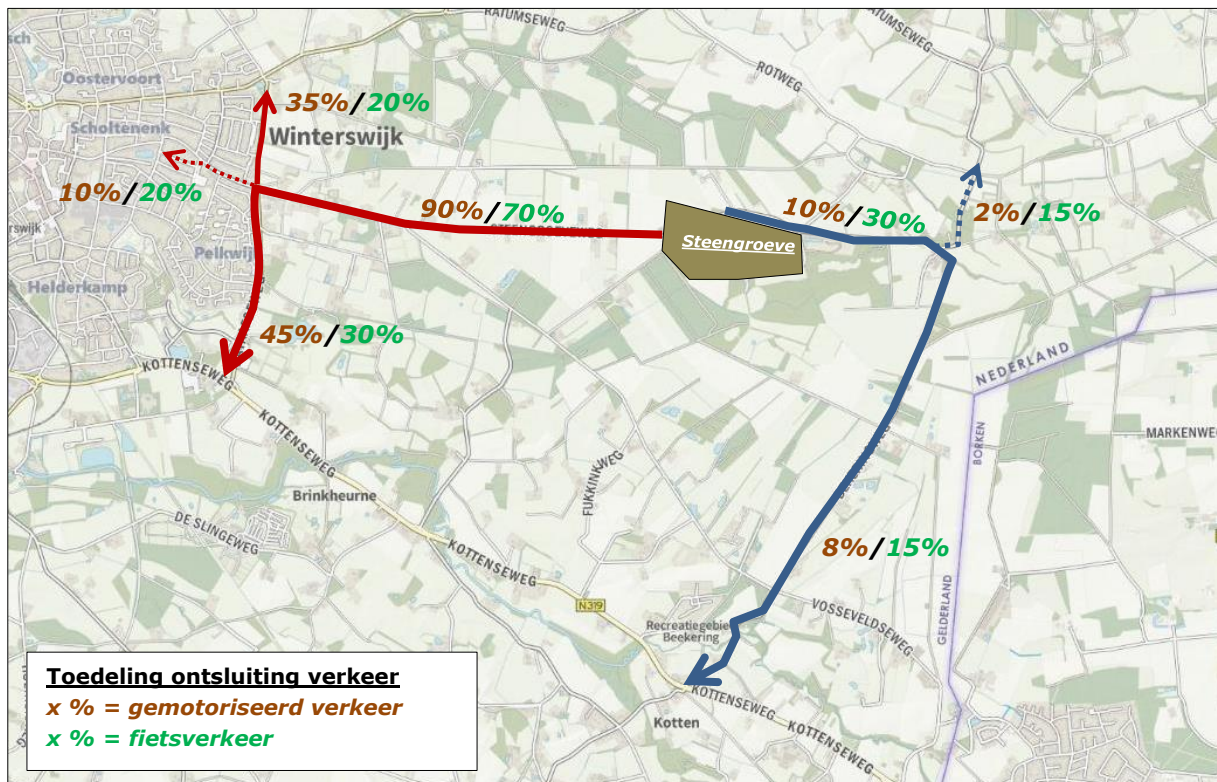 RATUMSEWEG
RATUMSEWEG
Oostervoort
ROTWEG
35%/20%
Scholtenenk
Winterswijk
10%/20%
90%/70%
10%/30%
2%/15%
STEENGROEVEWEG
Steengroeve
Pelkwijk
Helderkamp
45%/30%
KOTTENSEWEG
NEDERLAND
BORKEN
MARKENWEG
KOTTENSEWEG
FUKKINKWEG
Brinkheurne
DE SLINGEWEG
KOTTENSEWEG
8%/15%
N319
VOSSEVELDSEWEG
GELDERLAND
Recreatiegebied
Beekering
KOTTENSEWEG
KOTTENSEWEG
Kotten
Toedeling ontsluiting verkeer
x % = gemotoriseerd verkeer
x % = fietsverkeer